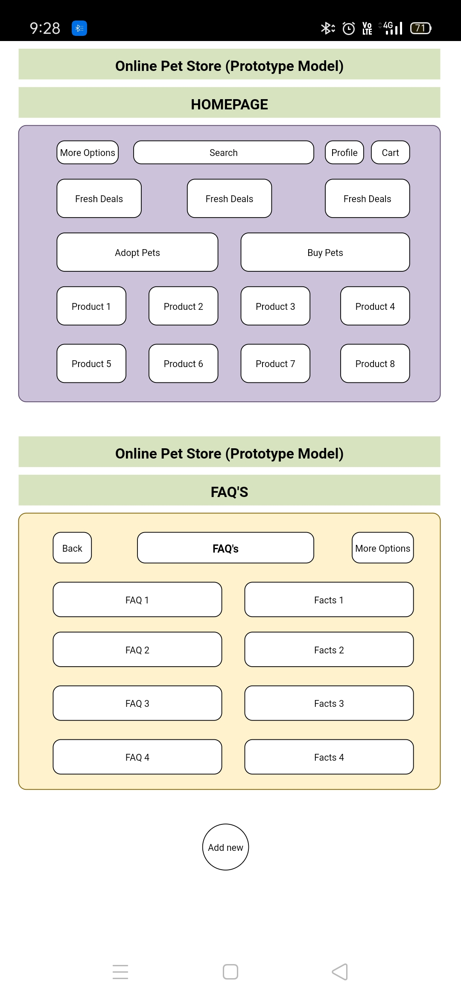 9:28 Vo LTE 4G 71
Online Pet Store (Prototype Model)
HOMEPAGE
More Options Search Profile Cart
Fresh Deals Fresh Deals Fresh Deals
Adopt Pets Buy Pets
Product 1 Product 2 Product 3 Product 4
Product 5 Product 6 Product 7 Product 8
Online Pet Store (Prototype Model)
FAQ'S
Back FAQ's More Options
FAQ 1 Facts 1
FAQ 2 Facts 2
FAQ 3 Facts 3
FAQ 4 Facts 4
Add new